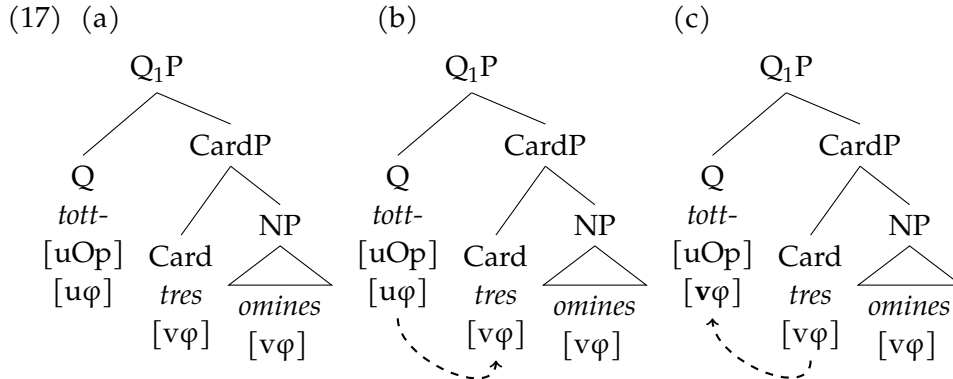 (17) (a) (b) (c)
Q₁P Q₁P Q₁P
CardP CardP CardP
Q Q Q
tott- NP tott- NP tott- NP
[uOp] Card [uOp] Card [uOp] Card
[uφ] tres omines [uφ] tres omines [vφ] tres omines
[vφ] [vφ] [vφ] [vφ] [vφ] [vφ]